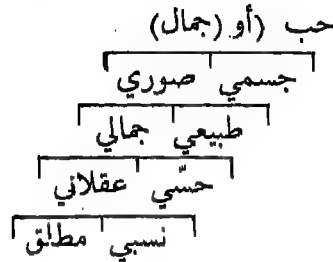 حب (أو (جمال)
جسمي صوري
طبيعي جمالي
حسّي عقلاني
نسبي مطلق